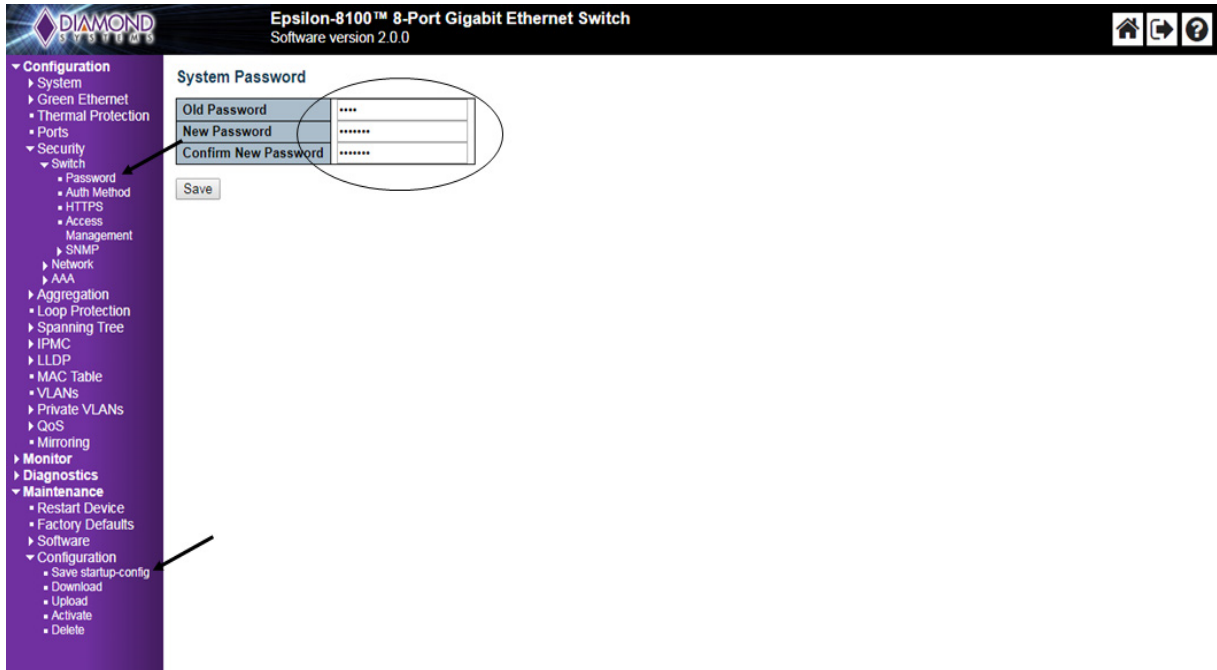 DIAMOND
SYSTEMS
Epsilon-8100™ 8-Port Gigabit Ethernet Switch
Software version 2.0.0
Configuration
System
Green Ethernet
Thermal Protection
Ports
Security
Switch
Password
Auth Method
HTTPS
Access
Management
SNMP
Network
AAA
Aggregation
Loop Protection
Spanning Tree
IPMC
LLDP
MAC Table
VLANs
Private VLANs
QoS
Mirroring
Monitor
Diagnostics
Maintenance
Restart Device
Factory Defaults
Software
Configuration
Save startup-config
Download
Upload
Activate
Delete
System Password
Old Password ••••
New Password •••••••
Confirm New Password •••••••
Save